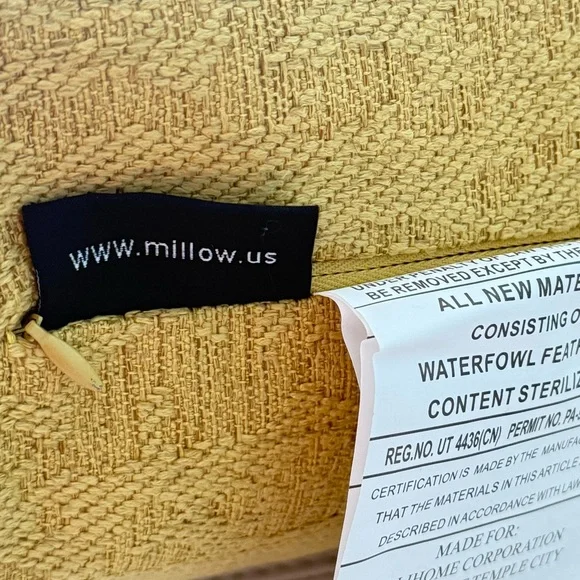 www.millow.us
BE REMOVED EXCEPT BY THE
ALL NEW MATE
CONSISTING O
WATERFOWL FEATH
CONTENT STERILIZ
REG.NO. UT 4436(CN) PERMIT NO. PA-
CERTIFICATION IS MADE BY THE MANUFAC
THAT THE MATERIALS IN THIS ARTICLE
DESCRIBED IN ACCORDANCE WITH LAW
MADE FOR:
IHOME CORPORATION
TEMPLE CITY